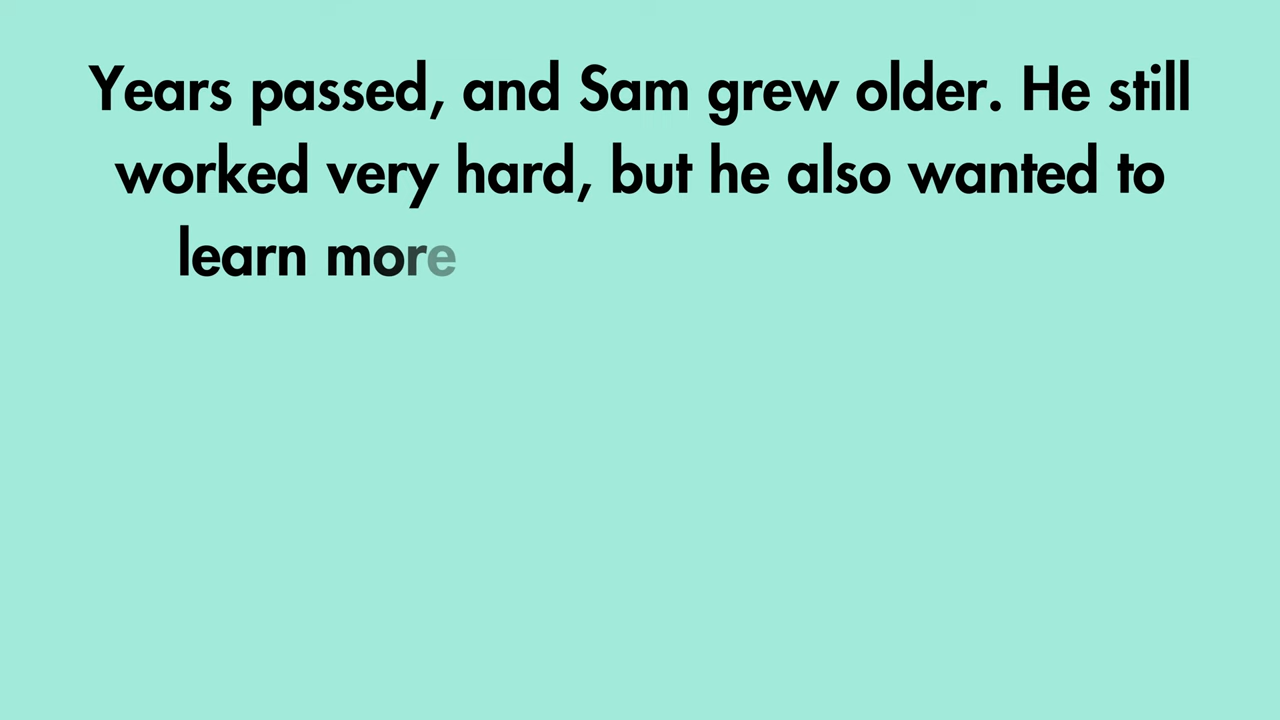 Years passed, and Sam grew older. He still
worked very hard, but he also wanted to
learn more